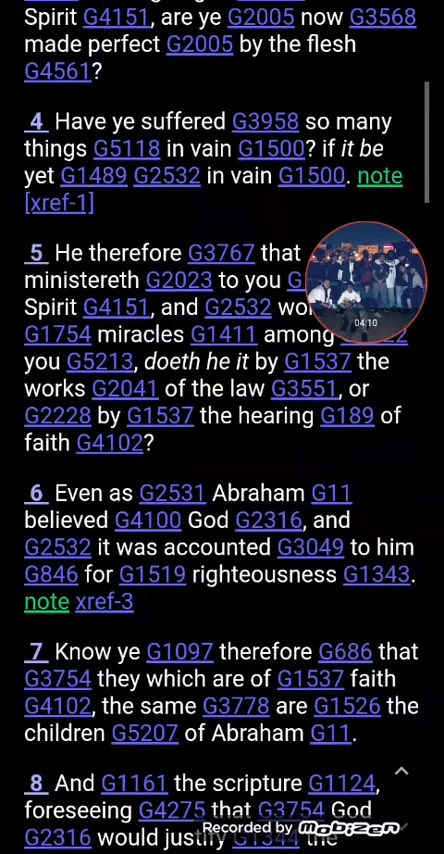 Spirit G4151, are ye G2005 now G3568
made perfect G2005 by the flesh
G4561?
4 Have ye suffered G3958 so many
things G5118 in vain G1500? if it be
yet G1489 G2532 in vain G1500. note
[xref-1]
5 He therefore G3767 that
ministereth G2023 to you
Spirit G4151, and G2532
G1754 miracles G1411 among
you G5213, doeth he it by G1537 the
works G2041 of the law G3551, or
G2228 by G1537 the hearing G189 of
faith G4102?
6 Even as G2531 Abraham G11
believed G4100 God G2316, and
G2532 it was accounted G3049 to him
G846 for G1519 righteousness G1343.
note xref-3
7 Know ye G1097 therefore G686 that
G3754 they which are of G1537 faith
G4102, the same G3778 are G1526 the
children G5207 of Abraham G11.
8 And G1161 the scripture G1124,
foreseeing G4275 that G3754 God
G2316 would justify G1344 the
04:10
Recorded by Mobizen